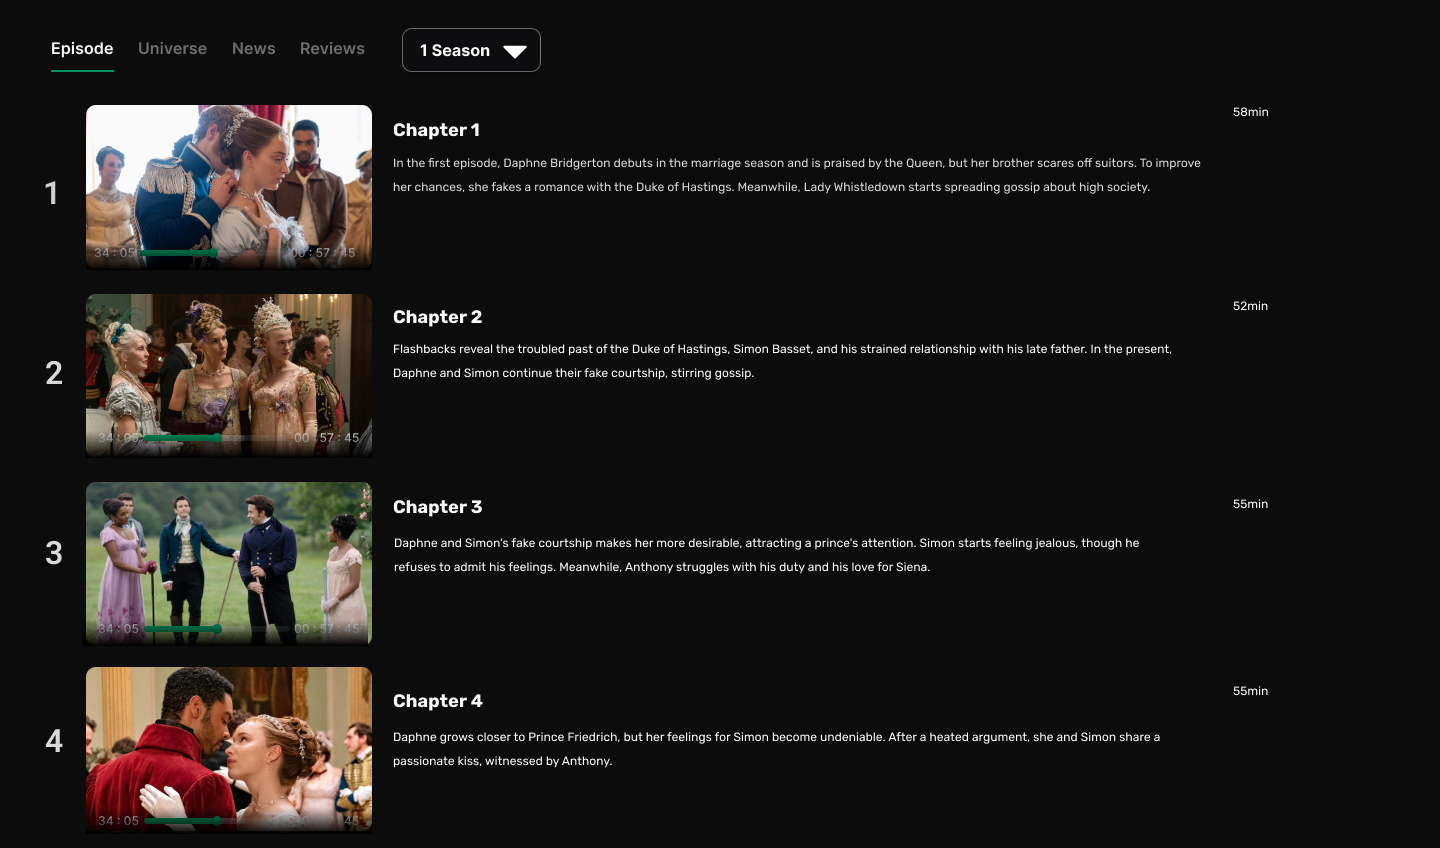 Episode Universe News Reviews 1 Season
1
34 : 05 00 : 57 : 45
Chapter 1
58min
In the first episode, Daphne Bridgerton debuts in the marriage season and is praised by the Queen, but her brother scares off suitors. To improve
her chances, she fakes a romance with the Duke of Hastings. Meanwhile, Lady Whistledown starts spreading gossip about high society.
2
34 : 05 00 : 57 : 45
Chapter 2
52min
Flashbacks reveal the troubled past of the Duke of Hastings, Simon Basset, and his strained relationship with his late father. In the present,
Daphne and Simon continue their fake courtship, stirring gossip.
3
34 : 05 00 : 57 : 45
Chapter 3
55min
Daphne and Simon's fake courtship makes her more desirable, attracting a prince's attention. Simon starts feeling jealous, though he
refuses to admit his feelings. Meanwhile, Anthony struggles with his duty and his love for Siena.
4
34 : 05 45
Chapter 4
55min
Daphne grows closer to Prince Friedrich, but her feelings for Simon become undeniable. After a heated argument, she and Simon share a
passionate kiss, witnessed by Anthony.